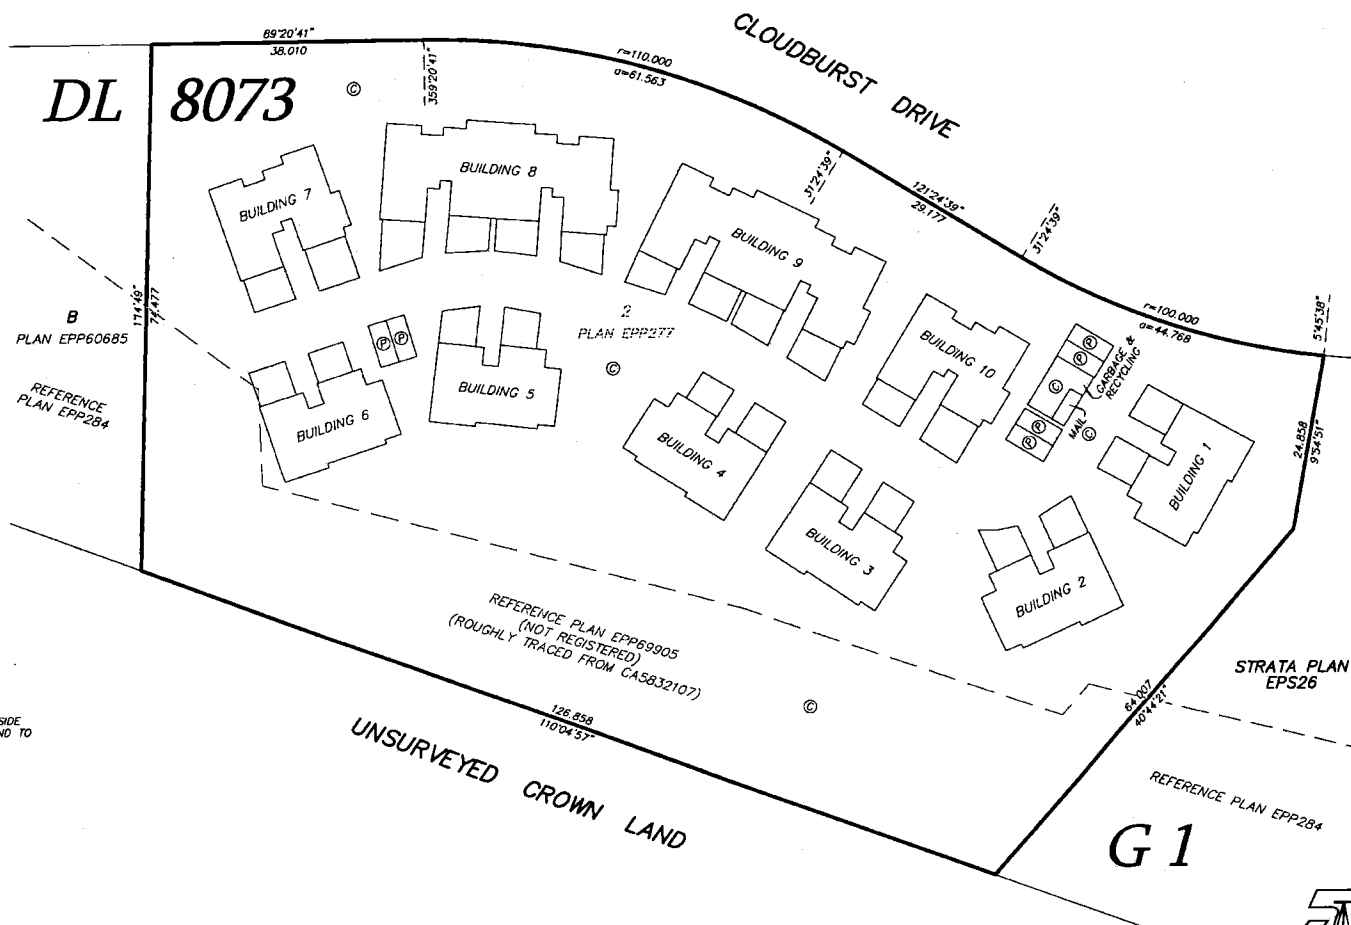 CLOUDBURST DRIVE
89°20'41"
38.010
359°20'41"
r=110.000
a=61.563
DL 8073
©
31°24'39"
121°24'39"
29.177
31°24'39"
r=100.000
a=44.768
5°45'38"
BUILDING 7
BUILDING 8
BUILDING 9
BUILDING 10
174°49"
74.477
B
PLAN EPP60685
REFERENCE
PLAN EPP284
2
PLAN EPP277
©
P P
P
P
©
GARBAGE &
RECYCLING
MAIL
©
P
P
24.858
9°54'51"
BUILDING 6
BUILDING 5
BUILDING 4
BUILDING 3
BUILDING 2
BUILDING 1
REFERENCE PLAN EPP69905
(NOT REGISTERED)
(ROUGHLY TRACED FROM CA5832107)
©
STRATA PLAN
EPS26
64.007
40°44'21"
126.858
110°04'57"
UNSURVEYED CROWN LAND
REFERENCE PLAN EPP284
G 1
SIDE
ND TO